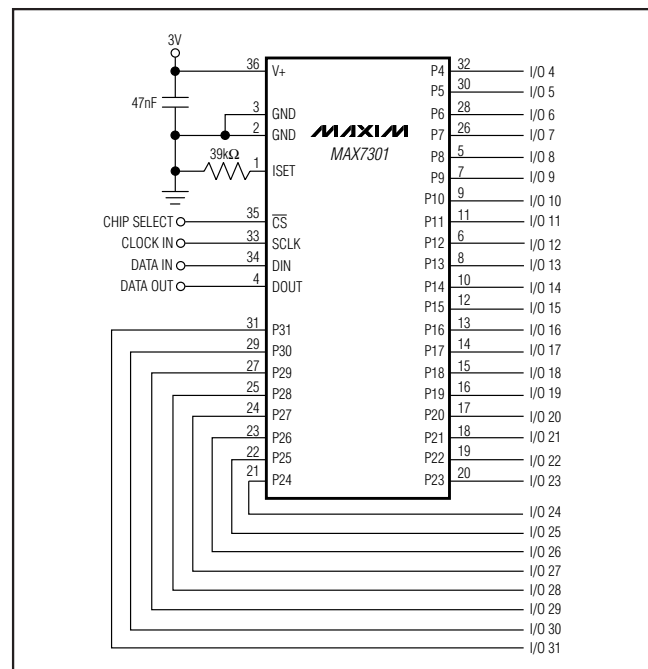 3V
36 V+ P4 32 I/O 4
P5 30 I/O 5
47nF
3 GND P6 28 I/O 6
2 GND MAXIM P7 26 I/O 7
MAX7301 P8 5 I/O 8
39kΩ 1 ISET P9 7 I/O 9
P10 9 I/O 10
CHIP SELECT 35 CS P11 11 I/O 11
CLOCK IN 33 SCLK P12 6 I/O 12
DATA IN 34 DIN P13 8 I/O 13
DATA OUT 4 DOUT P14 10 I/O 14
P15 12 I/O 15
31 P31 P16 13 I/O 16
29 P30 P17 14 I/O 17
27 P29 P18 15 I/O 18
25 P28 P19 16 I/O 19
24 P27 P20 17 I/O 20
23 P26 P21 18 I/O 21
22 P25 P22 19 I/O 22
21 P24 P23 20 I/O 23
I/O 24
I/O 25
I/O 26
I/O 27
I/O 28
I/O 29
I/O 30
I/O 31